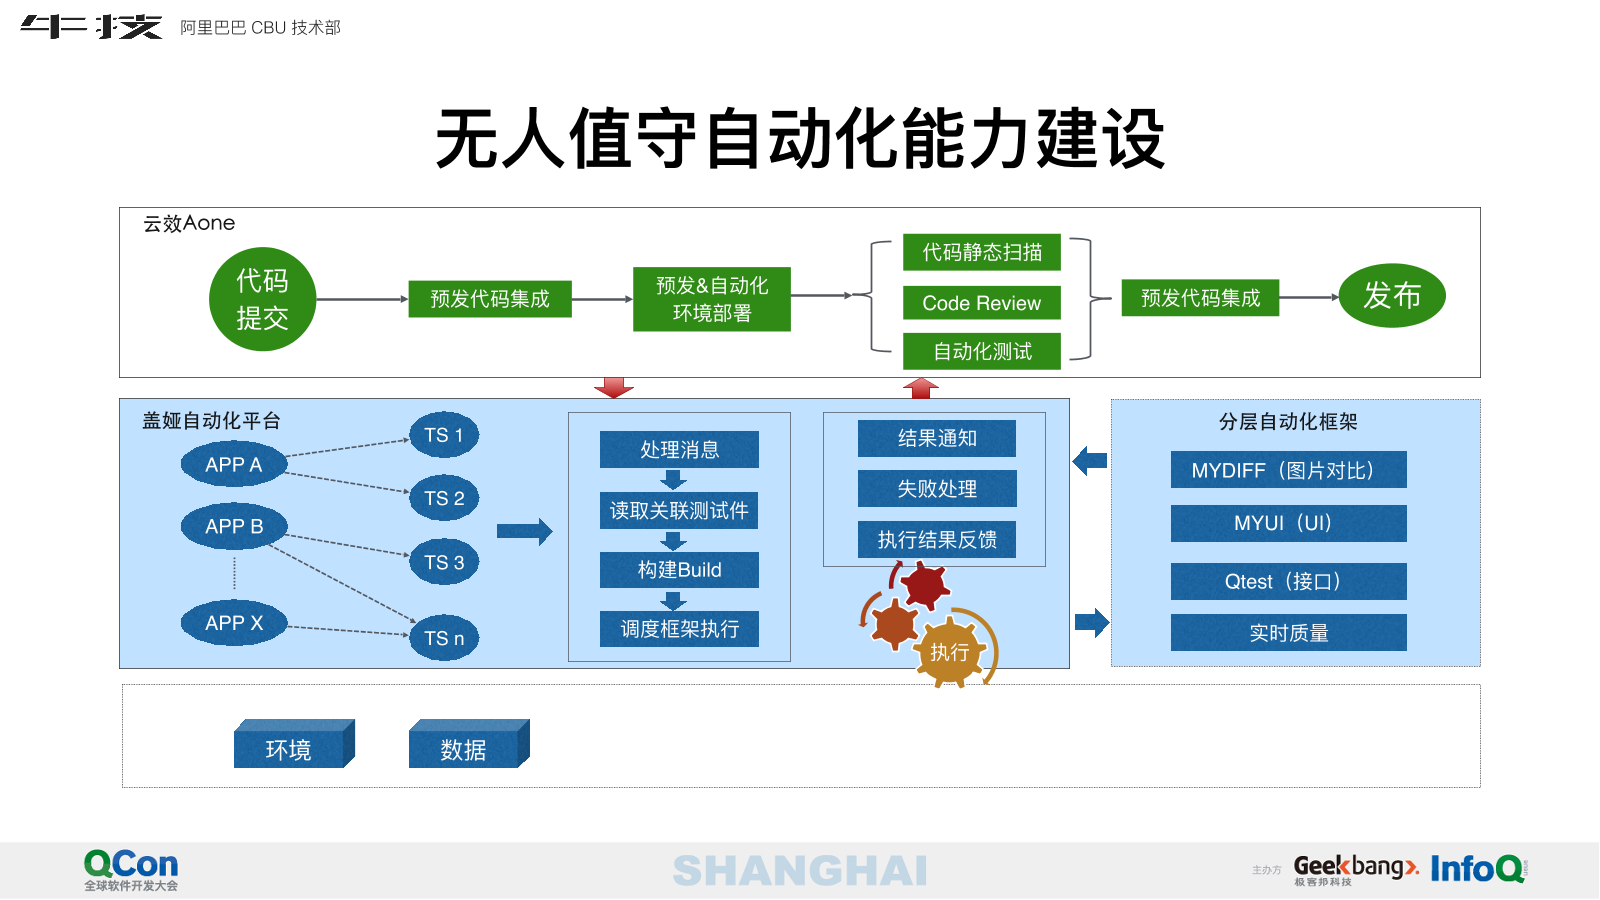 牛技 阿里巴巴 CBU 技术部
无人值守自动化能力建设
云效Aone
代码
提交
预发代码集成
预发&自动化
环境部署
代码静态扫描
Code Review
自动化测试
预发代码集成
发布
盖娅自动化平台
APP A
APP B
APP X
TS 1
TS 2
TS 3
TS n
处理消息
读取关联测试件
构建Build
调度框架执行
结果通知
失败处理
执行结果反馈
执行
分层自动化框架
MYDIFF（图片对比）
MYUI（UI）
Qtest（接口）
实时质量
环境
数据
QCon
全球软件开发大会
SHANGHAI
主办方
Geekbang>.
极客邦科技
InfoQ